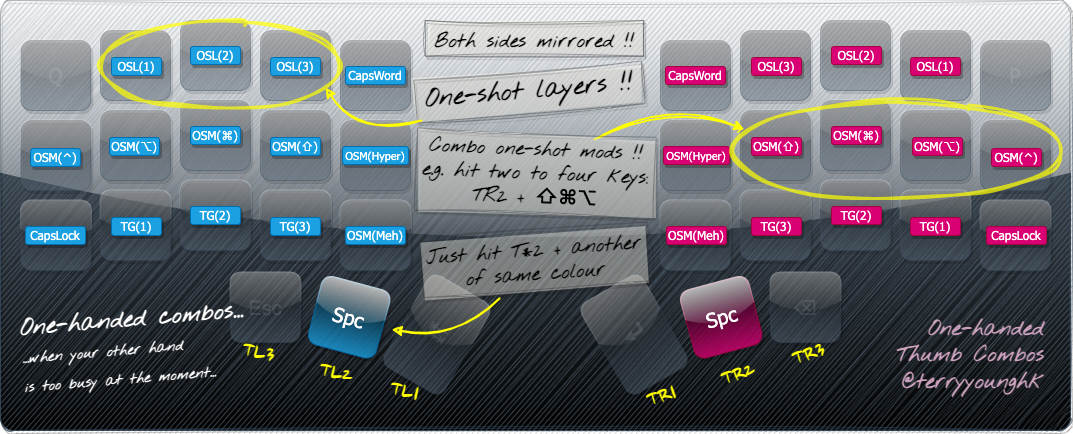 Both sides mirrored !!
One-shot layers !!
Combo one-shot mods !!
eg. hit two to four keys:
TR2 + ⇧⌘⌥
Just hit T*2 + another
of same colour
Q
OSL(1)
OSL(2)
OSL(3)
CapsWord
CapsWord
OSL(3)
OSL(2)
OSL(1)
P
OSM(^)
OSM(⌥)
OSM(⌘)
OSM(⇧)
OSM(Hyper)
OSM(Hyper)
OSM(⇧)
OSM(⌘)
OSM(⌥)
OSM(^)
CapsLock
TG(1)
TG(2)
TG(3)
OSM(Meh)
OSM(Meh)
TG(3)
TG(2)
TG(1)
CapsLock
Esc
Spc
Spc
⌫
TL3
TL2
TL1
TR1
TR2
TR3
One-handed combos...
...when your other hand
is too busy at the moment...
One-handed
Thumb Combos
@terryyounghk